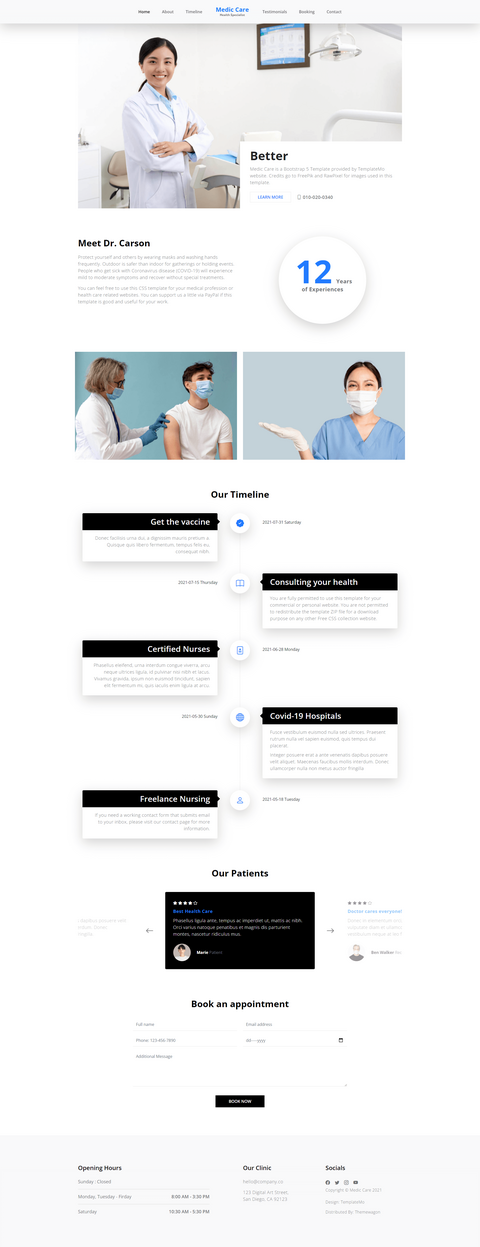 Home
About
Timeline
Medic Care
Health Specialist
Testimonials
Booking
Contact
Better
Medic Care is a Bootstrap 5 Template provided by TemplateMo
website. Credits go to FreePik and RawPixel for images used in this
template.
LEARN MORE
010-020-0340
Meet Dr. Carson
Protect yourself and others by wearing masks and washing hands
frequently. Outdoor is safer than indoor for gatherings or holding events.
People who get sick with Coronavirus disease (COVID-19) will experience
mild to moderate symptoms and recover without special treatments.
You can feel free to use this CSS template for your medical profession or
health care related websites. You can support us a little via PayPal if this
template is good and useful for your work.
12 Years
of Experiences
Our Timeline
Get the vaccine
2021-07-31 Saturday
Donec facilisis urna dui, a dignissim mauris pretium a.
Quisque quis libero fermentum, tempus felis eu,
consequat nibh.
2021-07-15 Thursday
Consulting your health
You are fully permitted to use this template for your
commercial or personal website. You are not permitted
to redistribute the template ZIP file for a download
purpose on any other Free CSS collection website.
Certified Nurses
2021-06-28 Monday
Phasellus eleifend urna interdum congue viverra, arcu
neque ultrices ligula, id pulvinar nisi nibh et lacus.
Vivamus gravida, ipsum non euismod tincidunt, sapien
elit fermentum mi, quis iaculis enim ligula at arcu.
2021-05-30 Sunday
Covid-19 Hospitals
Fusce vestibulum euismod nulla sed ultrices. Praesent
rutrum nulla vel sapien euismod, quis tempus dui
placerat.
Integer posuere erat a ante venenatis dapibus posuere
velit aliquet. Maecenas faucibus mollis interdum. Donec
ullamcorper nulla non metus auctor fringilla.
Freelance Nursing
2021-05-18 Tuesday
If you need a working contact form that submits email
to your inbox, please visit our contact page for more
information.
Our Patients
dapibus posuere velit
Donec
fringilla.
Best Health Care
Phasellus ligula ante, tempus ac imperdiet ut, mattis ac nibh.
Orci varius natoque penatibus et magnis dis parturient
montes, nascetur ridiculus mus.
Marie Patient
Doctor cares everyone!
Ben Walker
Book an appointment
Full name
Email address
Phone: 123-456-7890
Additional Message
BOOK NOW
Opening Hours
Sunday : Closed
Monday, Tuesday - Firday
8:00 AM - 3:30 PM
Saturday
10:30 AM - 5:30 PM
Our Clinic
hello@company.co
123 Digital Art Street,
San Diego, CA 92123
Socials
Copyright © Medic Care 2021
Design: TemplateMo
Distributed By: Themewagon